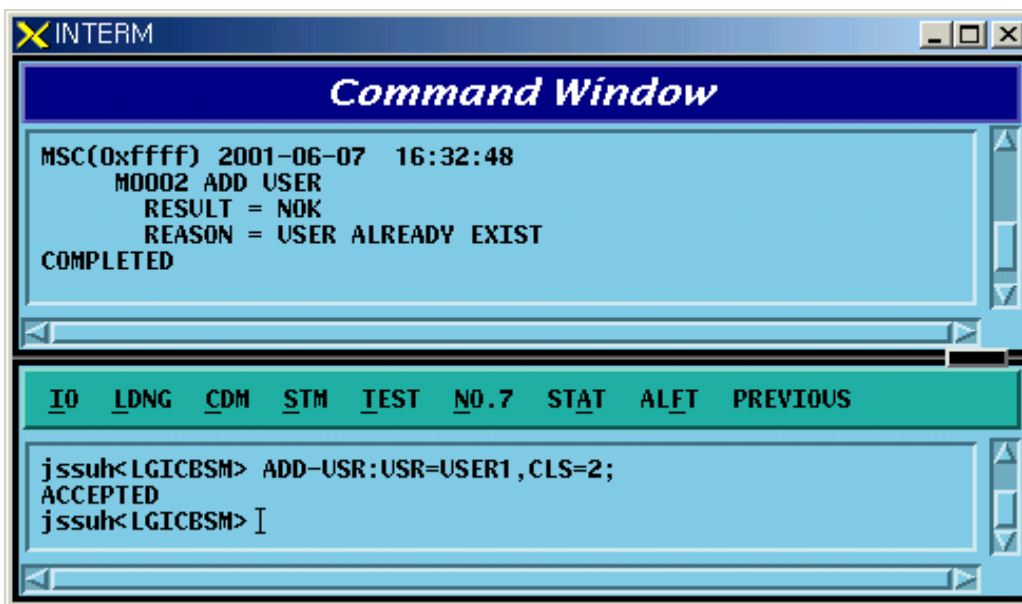 INTERM
Command Window
MSC(0xffff) 2001-06-07 16:32:48
M0002 ADD USER
RESULT = NOK
REASON = USER ALREADY EXIST
COMPLETED
IO LDNG CDM STM TEST NO.7 STAT ALFT PREVIOUS
jssuh<LGICBSM> ADD-USR:USR=USER1,CLS=2;
ACCEPTED
jssuh<LGICBSM>